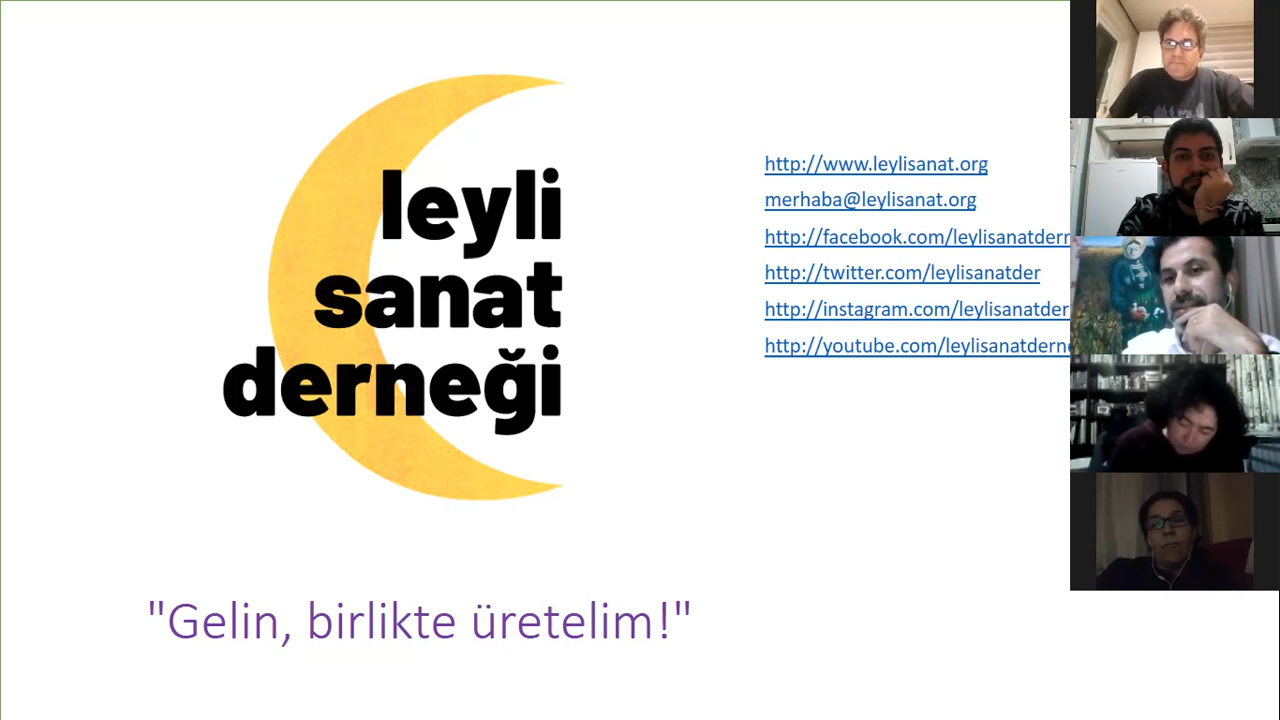 leyli
sanat
derneği
http://www.leylisanat.org
merhaba@leylisanat.org
http://facebook.com/leylisanatdern
http://twitter.com/leylisanatder
http://instagram.com/leylisanatder
http://youtube.com/leylisanatderne
"Gelin, birlikte üretelim!"